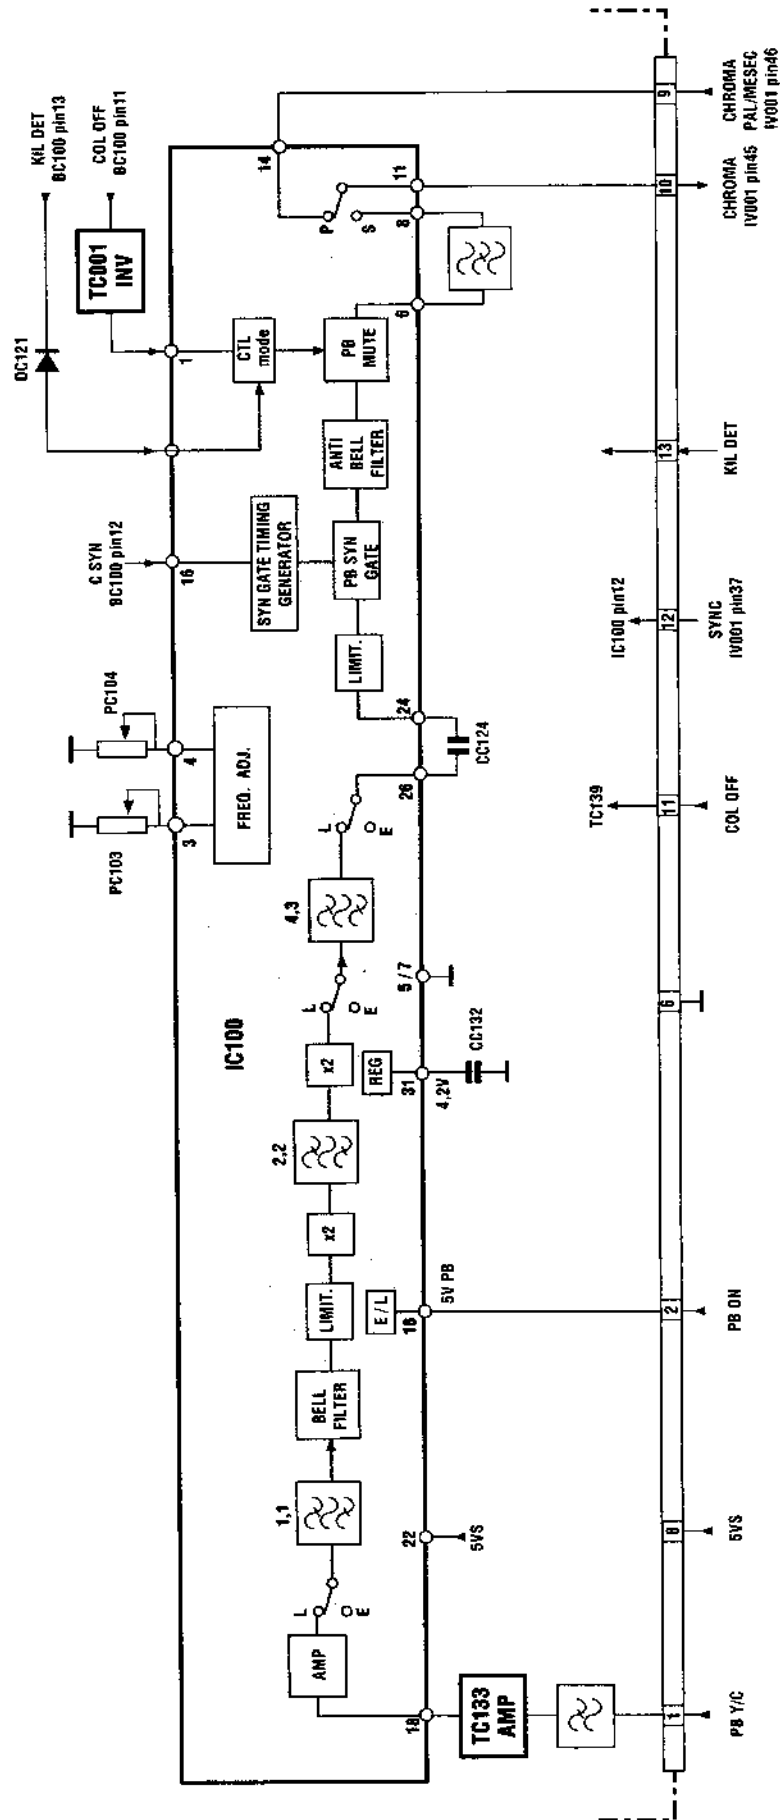 KIL DET
BC100 pin13
COL OFF
BC100 pin11
DC121
TC001
INV
C SYN
BC100 pin12
PC104
PC103
1
16
4
3
14
CTL
mode
SYN GATE TIMING
GENERATOR
FREQ. ADJ.
IC100
AMP
L
E
1,1
BELL
FILTER
LIMIT.
x2
2,2
x2
L
E
4,3
L
E
LIMIT.
PB SYN
GATE
ANTI
BELL
FILTER
PB
MUTE
P
S
E / L
REG
18
22
16
31
5 / 7
26
24
6
8
11
5VS
5V PB
4,2V
CC132
CC124
TC133
AMP
TC139
IC100 pin12
1
8
2
6
11
12
13
10
9
PB Y/C
5VS
PB ON
COL OFF
SYNC
IV001 pin37
KIL DET
CHROMA
IV001 pin45
CHROMA
PAL/MESEC
IV001 pin46